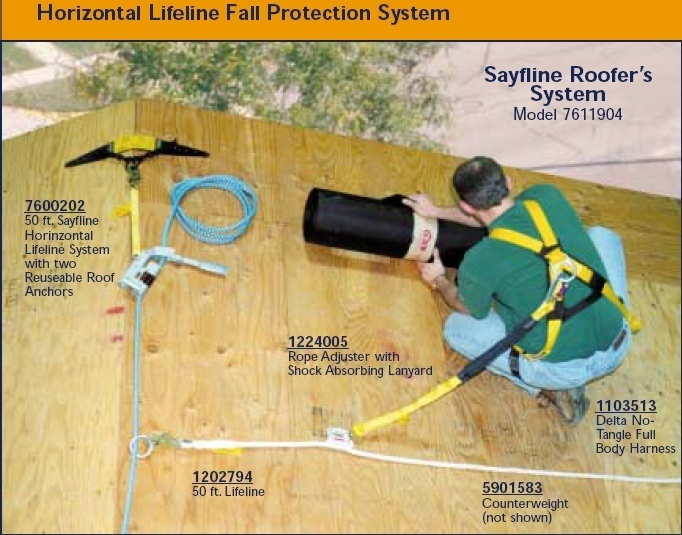 Horizontal Lifeline Fall Protection System
Sayfline Roofer's
System
Model 7611904
7600202
50 ft. Sayfline
Horinzontal
Lifeline System
with two
Reuseable Roof
Anchors
1224005
Rope Adjuster with
Shock Absorbing Lanyard
1103513
Delta No-
Tangle Full
Body Harness
1202794
50 ft. Lifeline
5901583
Counterweight
(not shown)